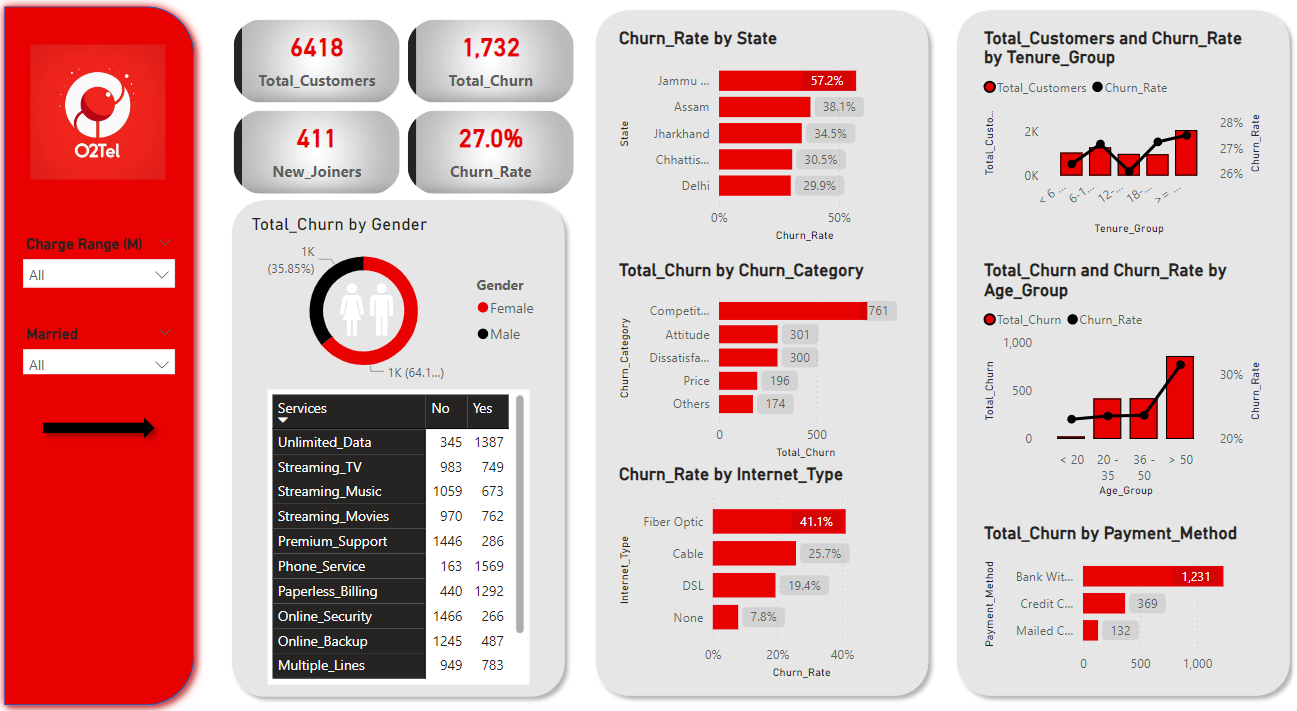 O2Tel
Charge Range (M)
All
Married
All
6418
Total_Customers
1,732
Total_Churn
411
New_Joiners
27.0%
Churn_Rate
Total_Churn by Gender
1K
(35.85%)
1K (64.1...)
Gender
Female
Male
Services No Yes
Unlimited_Data 345 1387
Streaming_TV 983 749
Streaming_Music 1059 673
Streaming_Movies 970 762
Premium_Support 1446 286
Phone_Service 163 1569
Paperless_Billing 440 1292
Online_Security 1466 266
Online_Backup 1245 487
Multiple_Lines 949 783
Churn_Rate by State
State
Jammu ... 57.2%
Assam 38.1%
Jharkhand 34.5%
Chhattis... 30.5%
Delhi 29.9%
0% 50%
Churn_Rate
Total_Churn by Churn_Category
Churn_Category
Competit... 761
Attitude 301
Dissatisfa... 300
Price 196
Others 174
0 500
Total_Churn
Churn_Rate by Internet_Type
Internet_Type
Fiber Optic 41.1%
Cable 25.7%
DSL 19.4%
None 7.8%
0% 20% 40%
Churn_Rate
Total_Customers and Churn_Rate
by Tenure_Group
Total_Customers Churn_Rate
Total_Custo...
2K
0K
28%
27%
26%
Churn_Rate
< 6 ... 6-1... 12-... 18-... >= ...
Tenure_Group
Total_Churn and Churn_Rate by
Age_Group
Total_Churn Churn_Rate
Total_Churn
1,000
500
0
30%
20%
Churn_Rate
< 20 20 - 36 - > 50
35 50
Age_Group
Total_Churn by Payment_Method
Payment_Method
Bank Wit... 1,231
Credit C... 369
Mailed C... 132
0 500 1,000